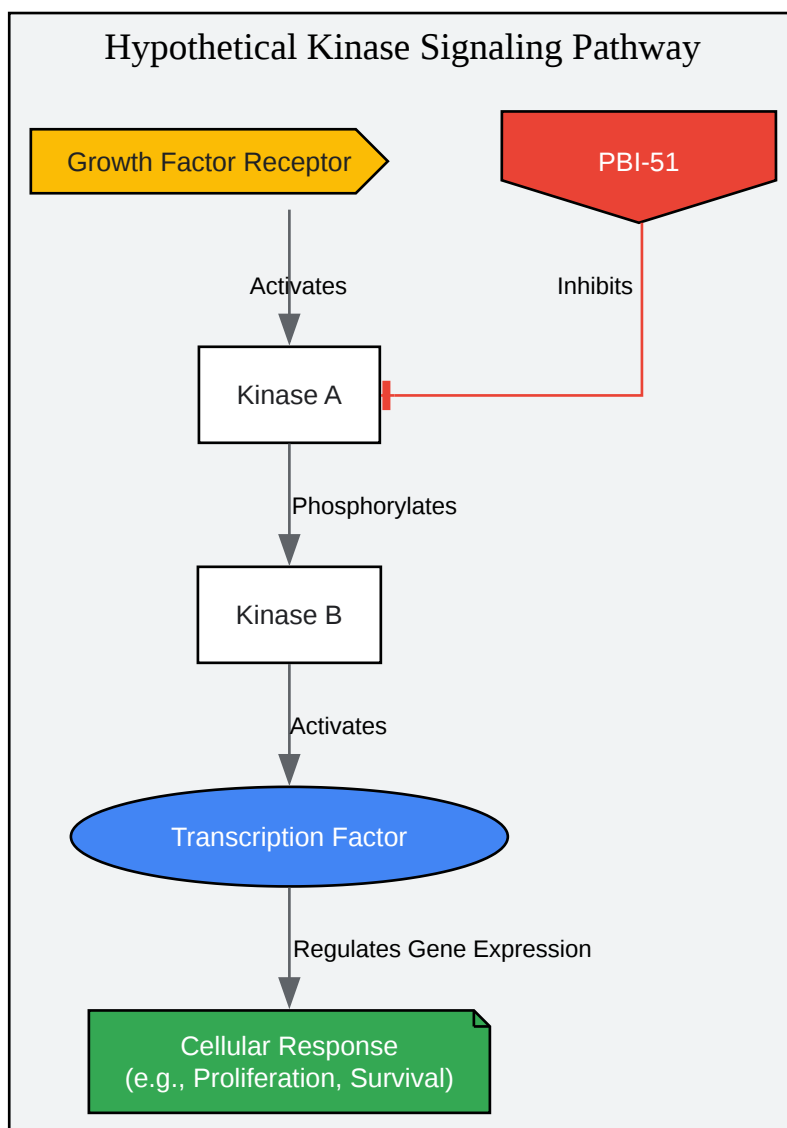 Hypothetical Kinase Signaling Pathway
Growth Factor Receptor
PBI-51
Activates
Inhibits
Kinase A
Phosphorylates
Kinase B
Activates
Transcription Factor
Regulates Gene Expression
Cellular Response
(e.g., Proliferation, Survival)